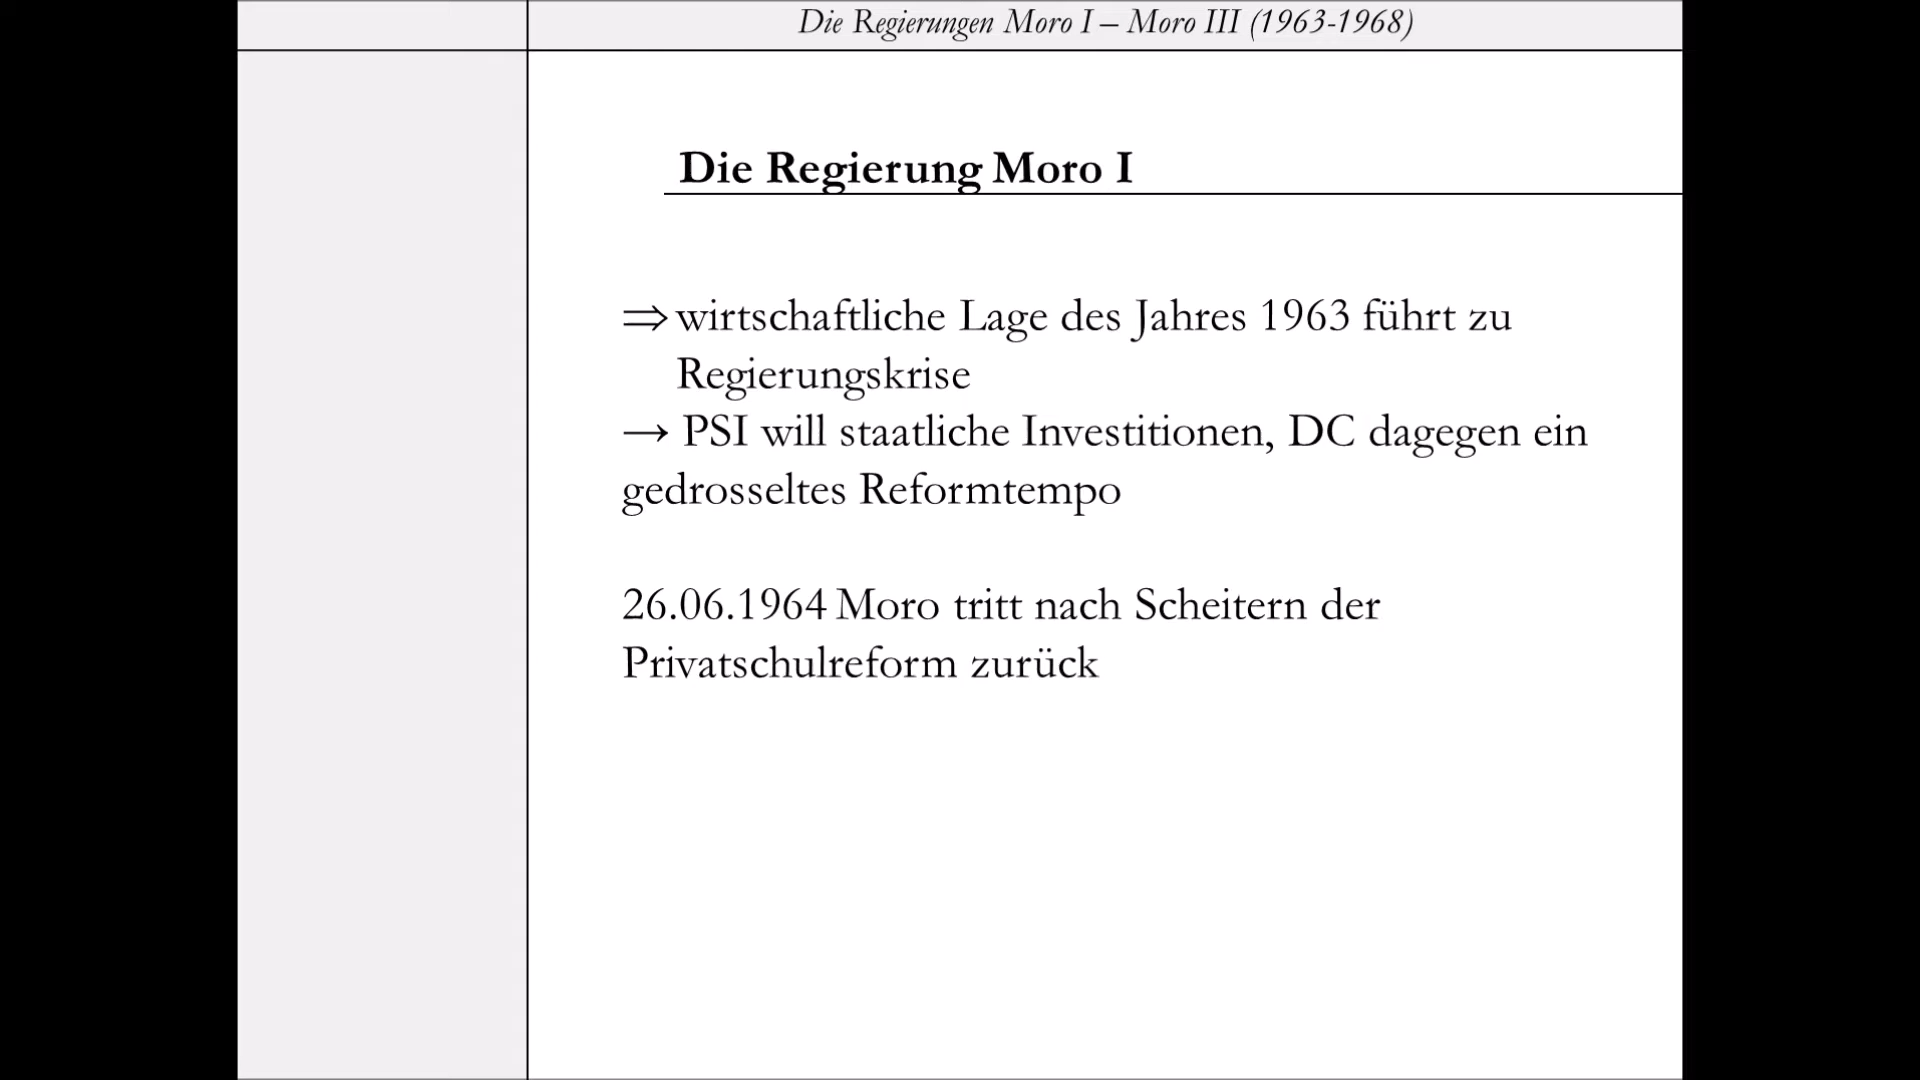 Die Regierungen Moro I – Moro III (1963-1968)
Die Regierung Moro I
⇒ wirtschaftliche Lage des Jahres 1963 führt zu
Regierungskrise
→ PSI will staatliche Investitionen, DC dagegen ein
gedrosseltes Reformtempo
26.06.1964 Moro tritt nach Scheitern der
Privatschulreform zurück